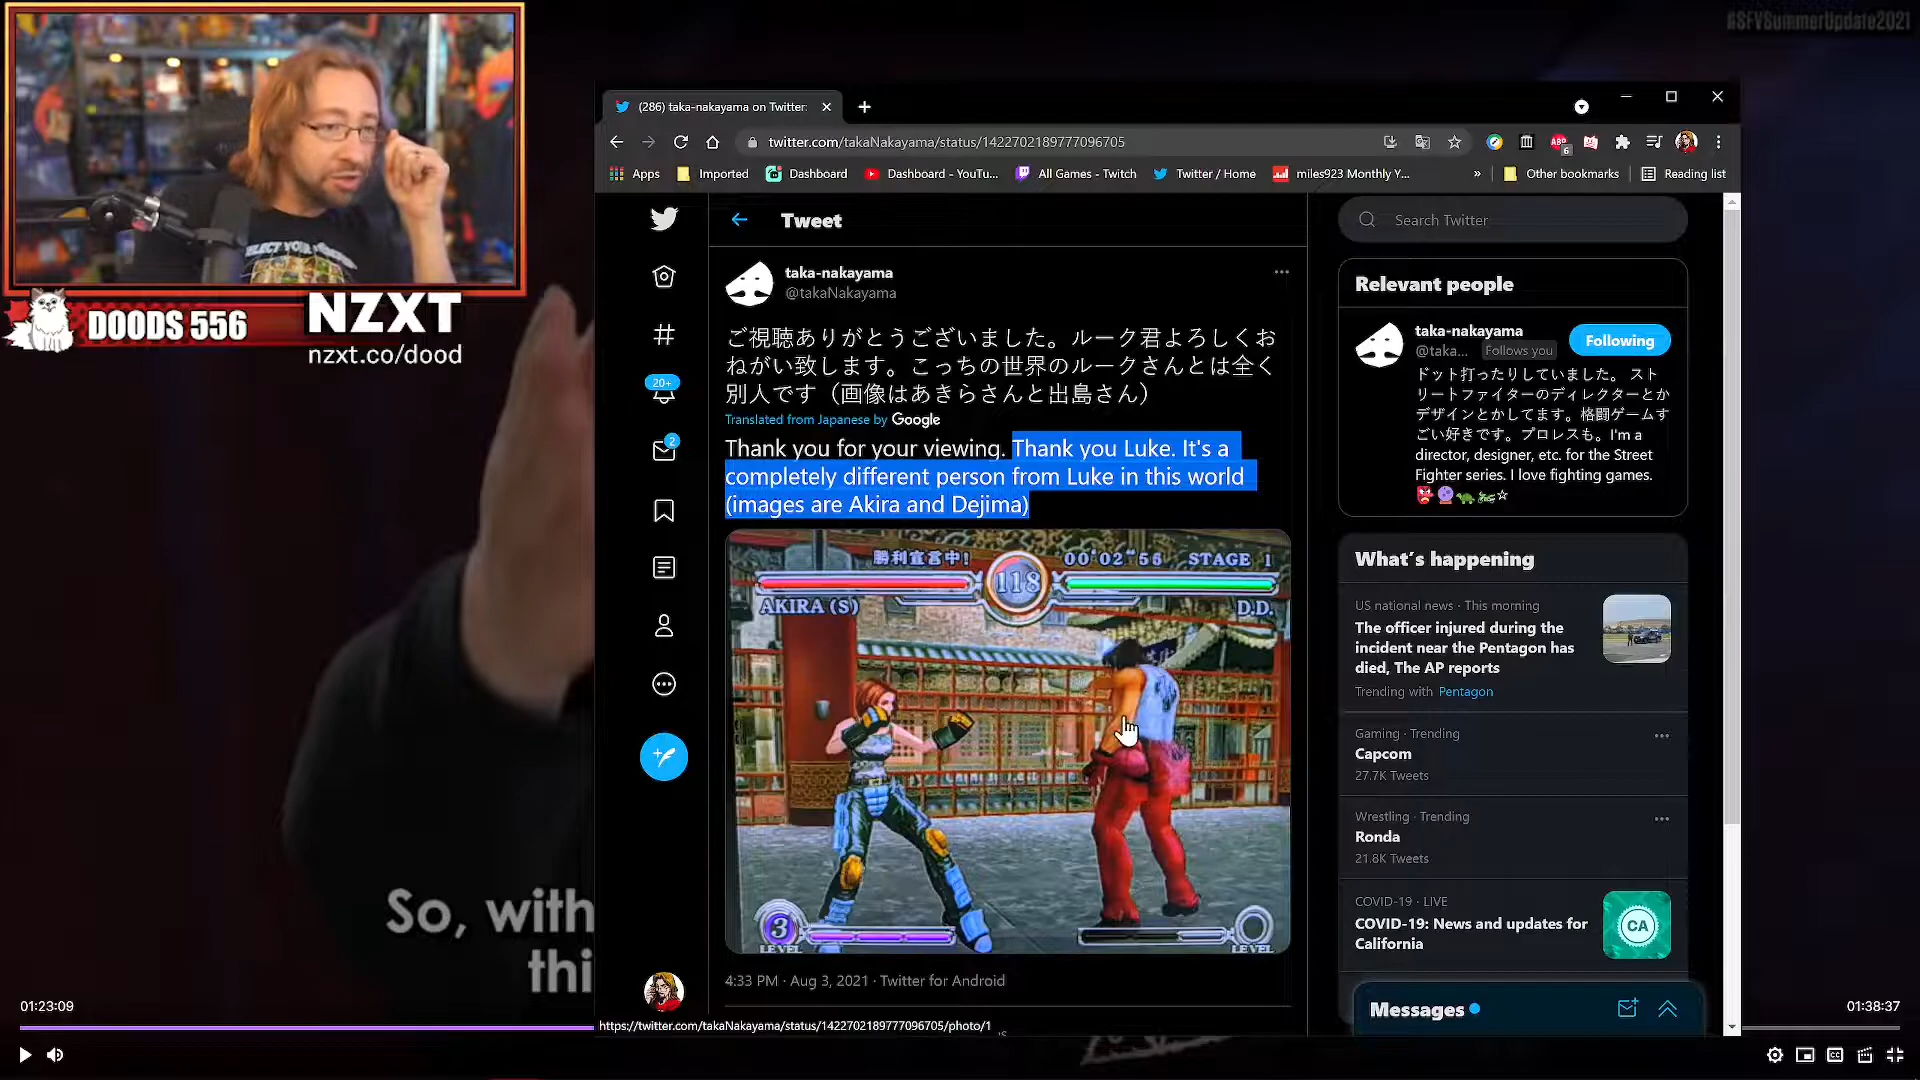 #SFVSummerUpdate2021
SELECT YOUR
DOODS 556
NZXT
nzxt.co/dood
(286) taka-nakayama on Twitter:
twitter.com/takaNakayama/status/1422702189777096705
ABP
6
Apps
Imported
Dashboard
Dashboard - YouTu...
All Games - Twitch
Twitter / Home
miles923 Monthly Y...
»
Other bookmarks
Reading list
Tweet
Search Twitter
20+
2
taka-nakayama
@takaNakayama
ご視聴ありがとうございました。ルーク君よろしくお
ねがい致します。こっちの世界のルークさんとは全く
別人です（画像はあきらさんと出島さん）
Translated from Japanese by Google
Thank you for your viewing. Thank you Luke. It's a
completely different person from Luke in this world
(images are Akira and Dejima)
勝利宣言中!
118
00'02"56
STAGE 1
AKIRA (S)
D.D.
3
LEVEL
LEVEL
4:33 PM · Aug 3, 2021 · Twitter for Android
Relevant people
taka-nakayama
@taka...
Follows you
Following
ドット打ったりしていました。 スト
リートファイターのディレクターとか
デザインとかしてます。格闘ゲームす
ごい好きです。プロレスも。I'm a
director, designer, etc. for the Street
Fighter series. I love fighting games.
What's happening
US national news · This morning
The officer injured during the
incident near the Pentagon has
died, The AP reports
Trending with Pentagon
Gaming · Trending
Capcom
27.7K Tweets
Wrestling · Trending
Ronda
21.8K Tweets
COVID-19 · LIVE
COVID-19: News and updates for
California
CA
Messages
https://twitter.com/takaNakayama/status/1422702189777096705/photo/1
So, with
thi
01:23:09
01:38:37
CC